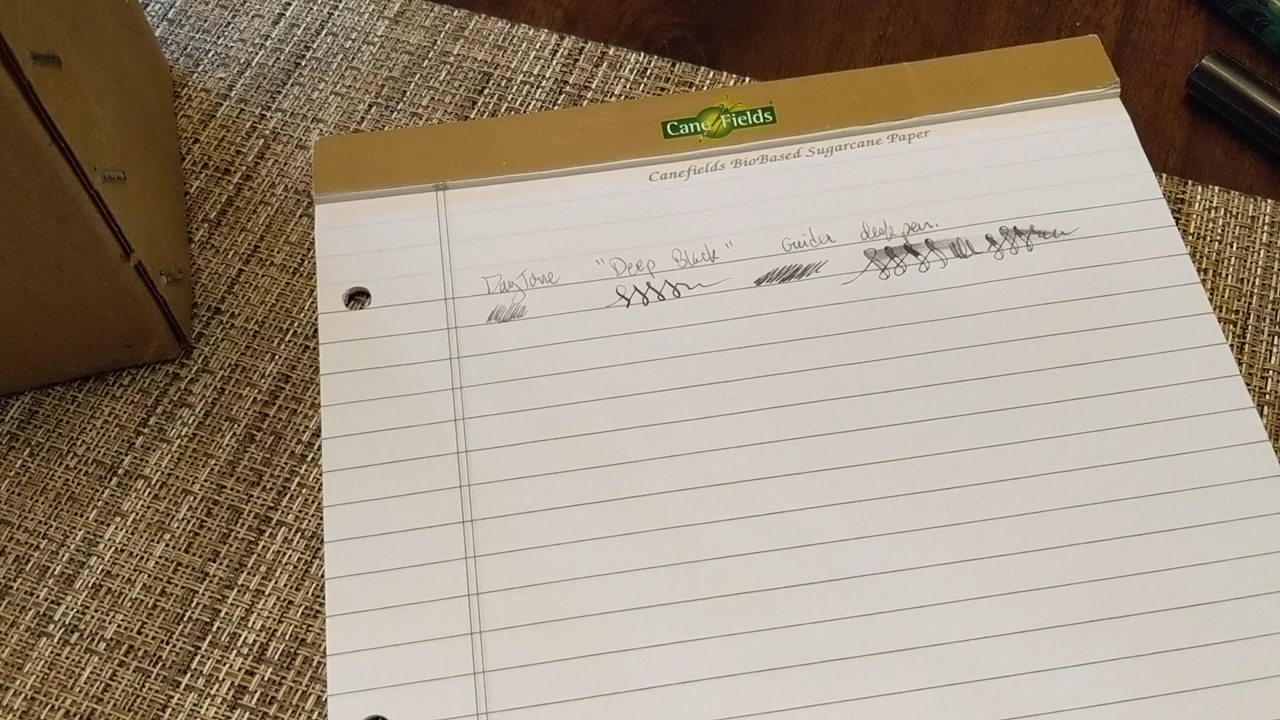 Cane Fields
Canefields BioBased Sugarcane Paper
DayTone "Deep Black" Guider desk pen.